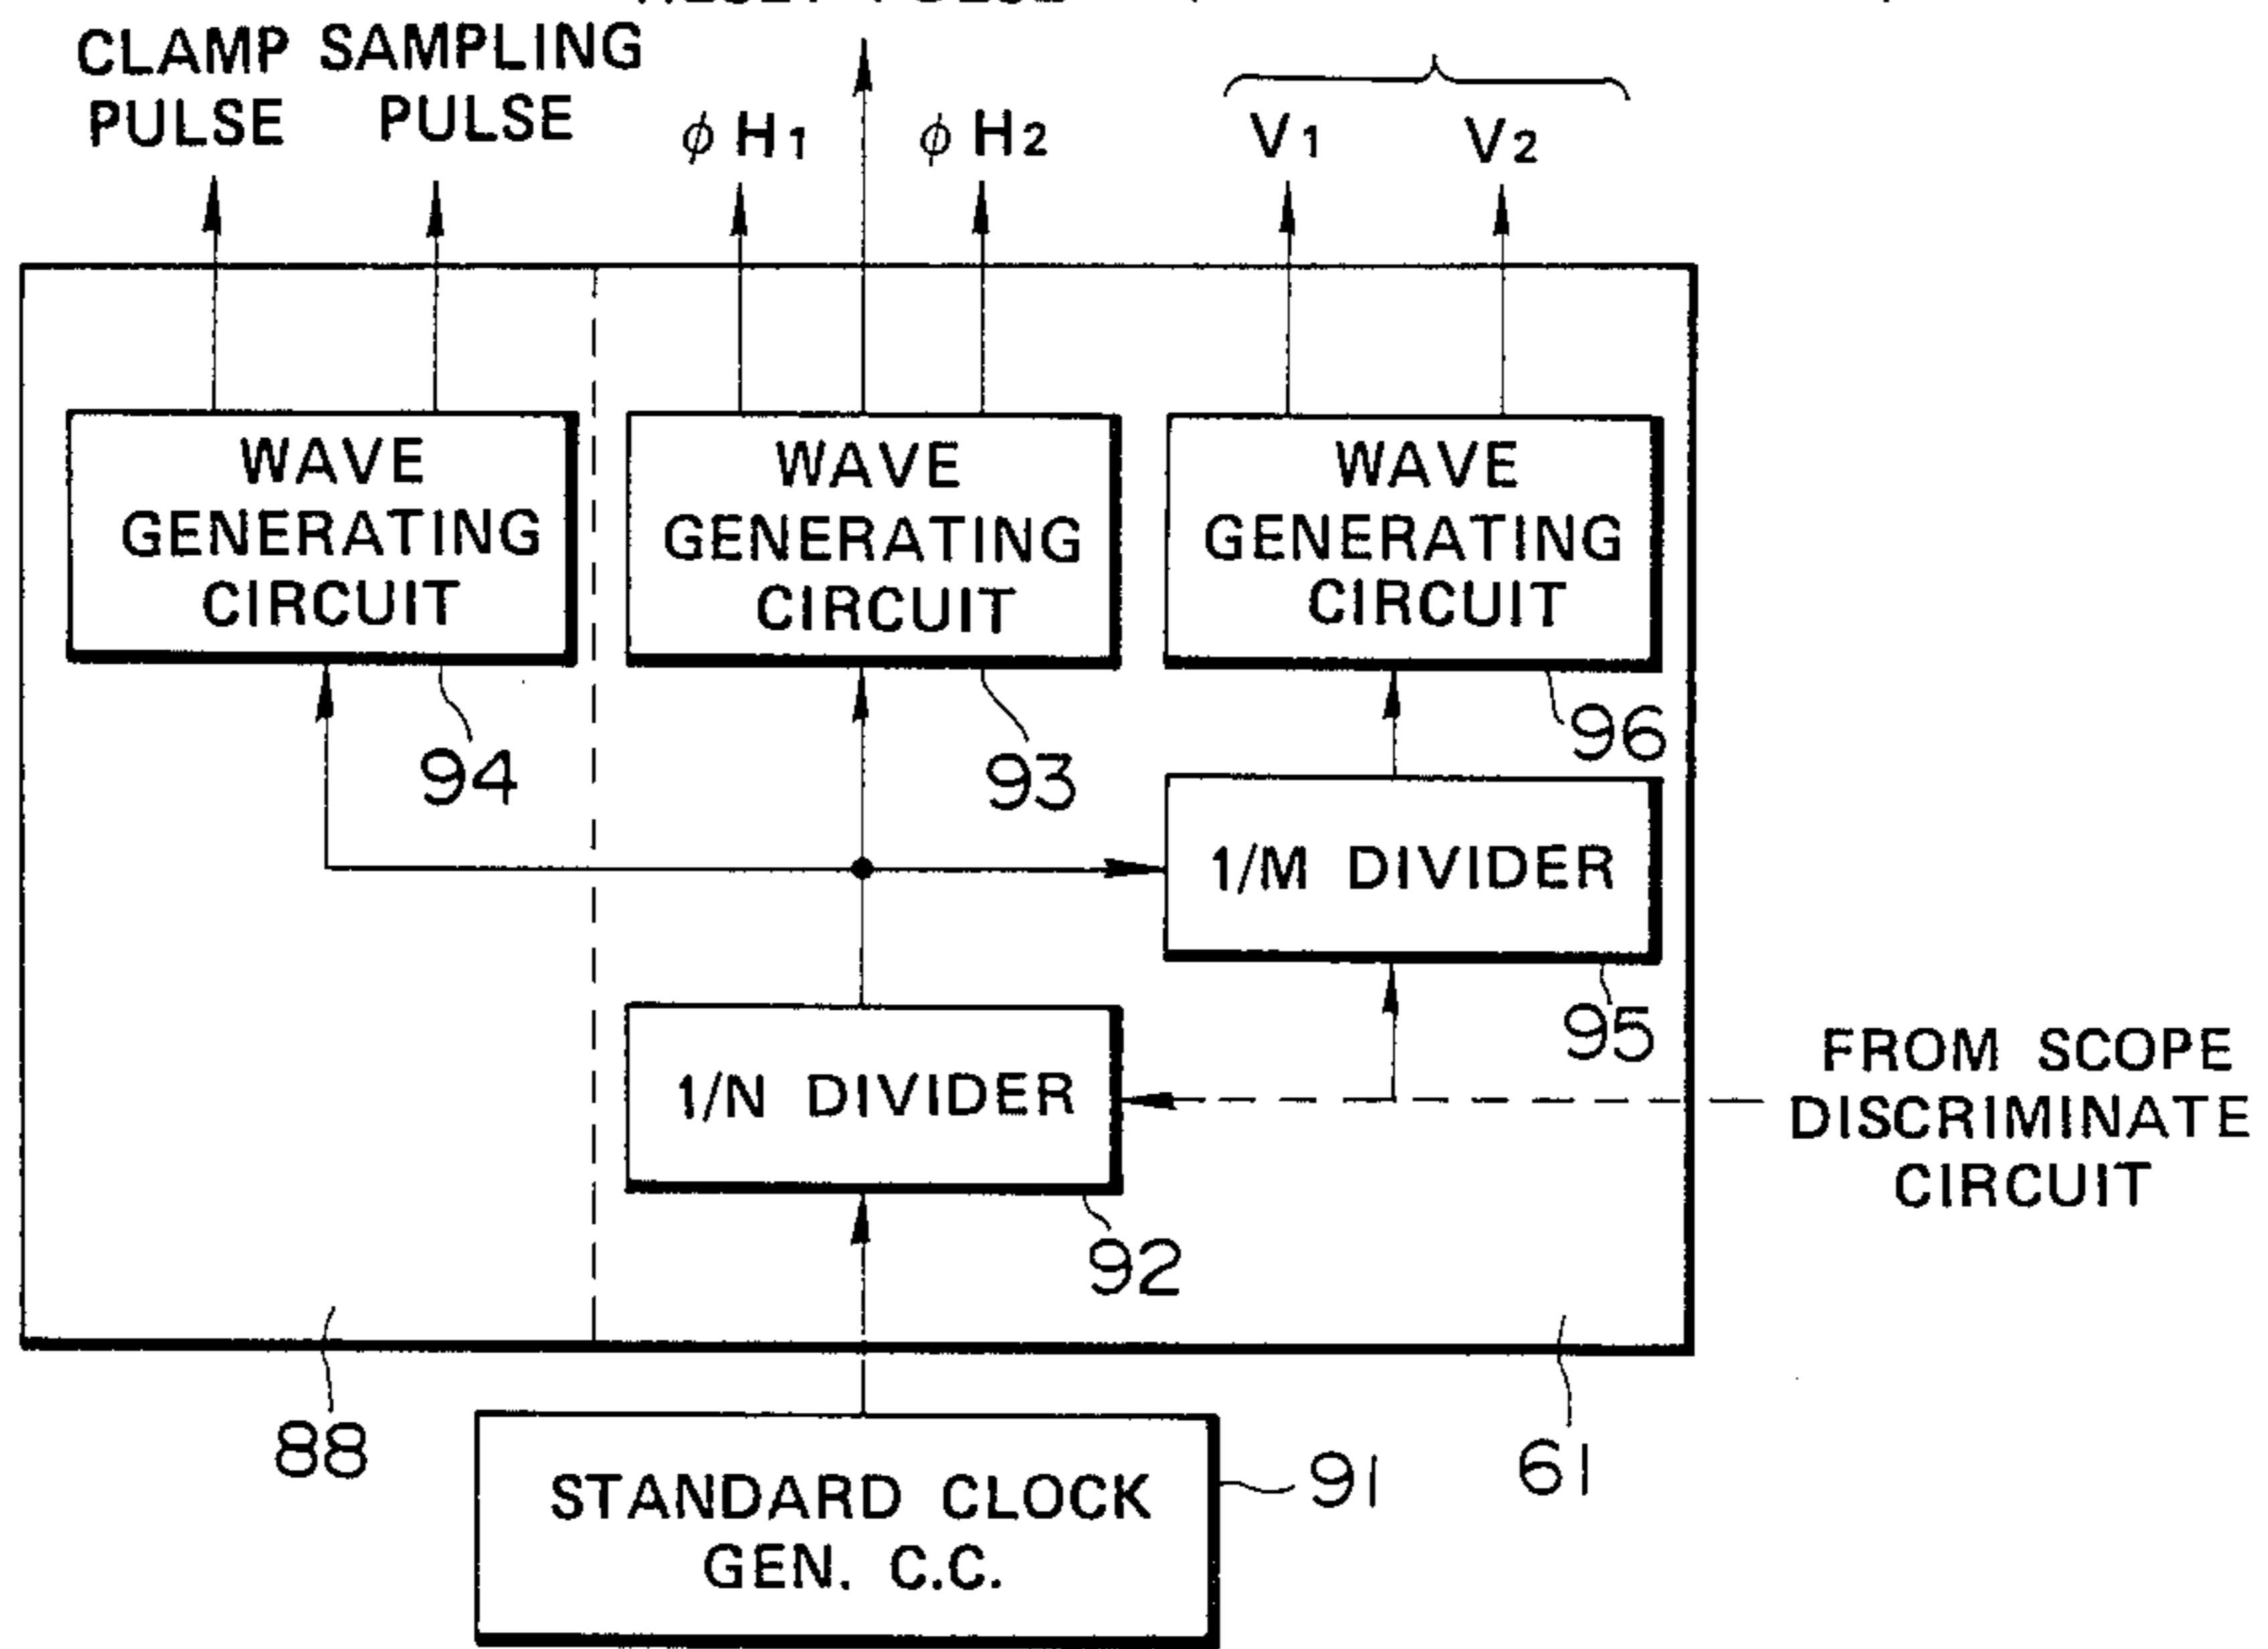 CLAMP SAMPLING
PULSE PULSE
φH1 φH2 V1 V2
WAVE
GENERATING
CIRCUIT
94
WAVE
GENERATING
CIRCUIT
93
WAVE
GENERATING
CIRCUIT
96
1/M DIVIDER
95
1/N DIVIDER
92
FROM SCOPE
DISCRIMINATE
CIRCUIT
88
61
STANDARD CLOCK
GEN. C.C.
91